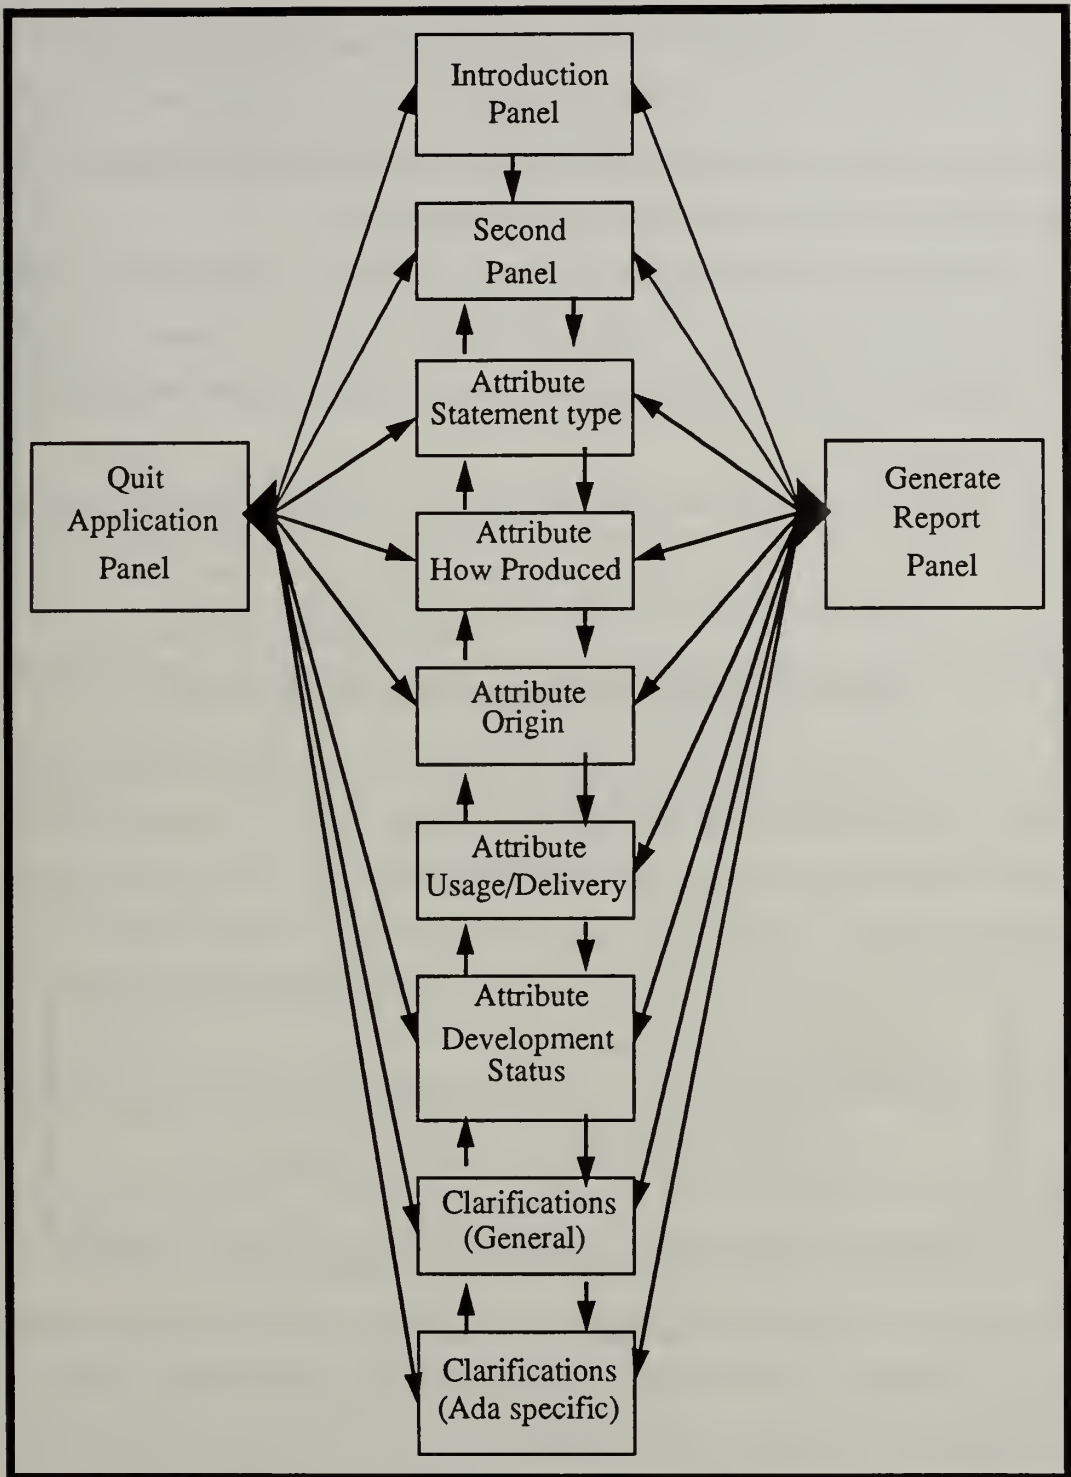 Introduction
Panel
Second
Panel
Attribute
Statement type
Quit
Application
Panel
Generate
Report
Panel
Attribute
How Produced
Attribute
Origin
Attribute
Usage/Delivery
Attribute
Development
Status
Clarifications
(General)
Clarifications
(Ada specific)